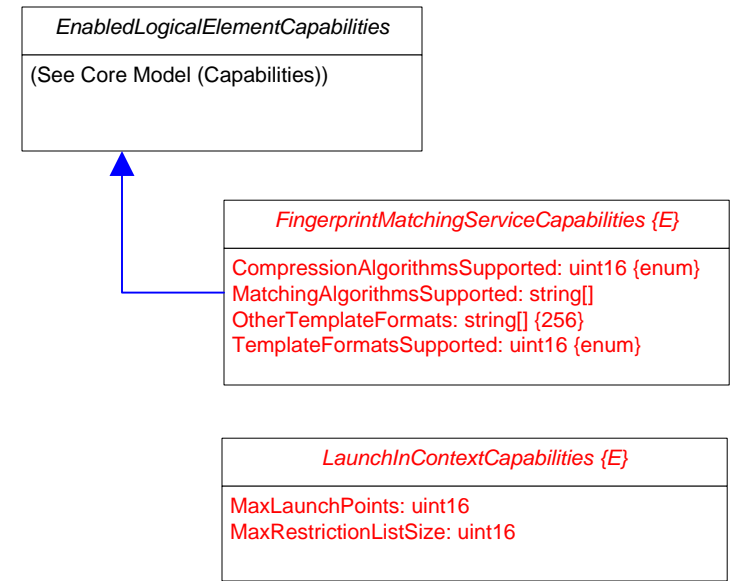 EnabledLogicalElementCapabilities
(See Core Model (Capabilities))
FingerprintMatchingServiceCapabilities {E}
CompressionAlgorithmsSupported: uint16 {enum}
MatchingAlgorithmsSupported: string[]
OtherTemplateFormats: string[] {256}
TemplateFormatsSupported: uint16 {enum}
LaunchInContextCapabilities {E}
MaxLaunchPoints: uint16
MaxRestrictionListSize: uint16